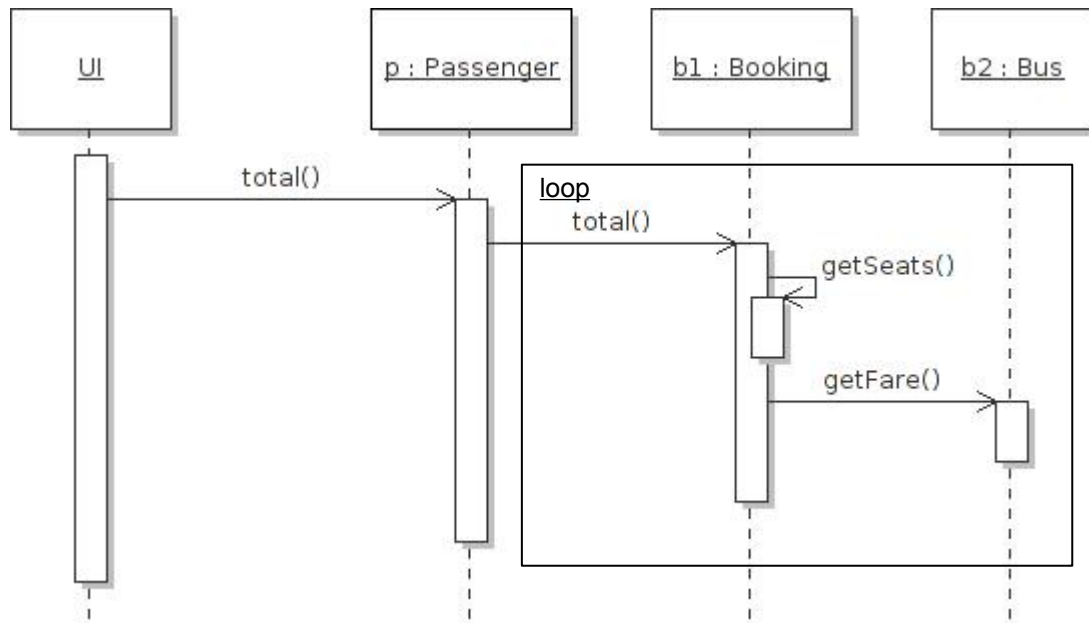 UI
p : Passenger
b1 : Booking
b2 : Bus
total()
loop
total()
getSeats()
getFare()